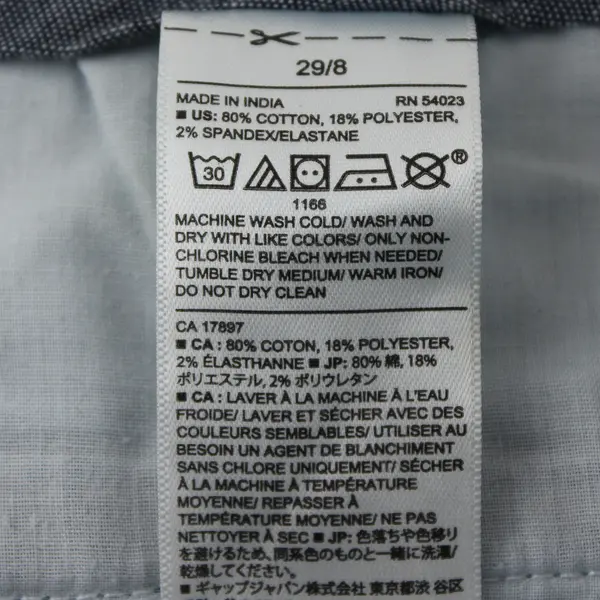 29/8
MADE IN INDIA RN 54023
■ US: 80% COTTON, 18% POLYESTER,
2% SPANDEX/ELASTANE
30 ®
1166
MACHINE WASH COLD/ WASH AND
DRY WITH LIKE COLORS/ ONLY NON-
CHLORINE BLEACH WHEN NEEDED/
TUMBLE DRY MEDIUM/ WARM IRON/
DO NOT DRY CLEAN
CA 17897
■ CA : 80% COTON, 18% POLYESTER,
2% ÉLASTHANNE ■ JP: 80% 綿, 18%
ポリエステル, 2% ポリウレタン
■ CA : LAVER À LA MACHINE À L'EAU
FROIDE/ LAVER ET SÉCHER AVEC DES
COULEURS SEMBLABLES/ UTILISER AU
BESOIN UN AGENT DE BLANCHIMENT
SANS CHLORE UNIQUEMENT/ SÉCHER
À LA MACHINE À TEMPÉRATURE
MOYENNE/ REPASSER À
TEMPÉRATURE MOYENNE/ NE PAS
NETTOYER À SEC ■ JP: 色落ちや色移り
を避けるため、同系色のものと一緒に洗濯/
乾燥してください。
■ ギャップジャパン株式会社 東京都渋 谷区